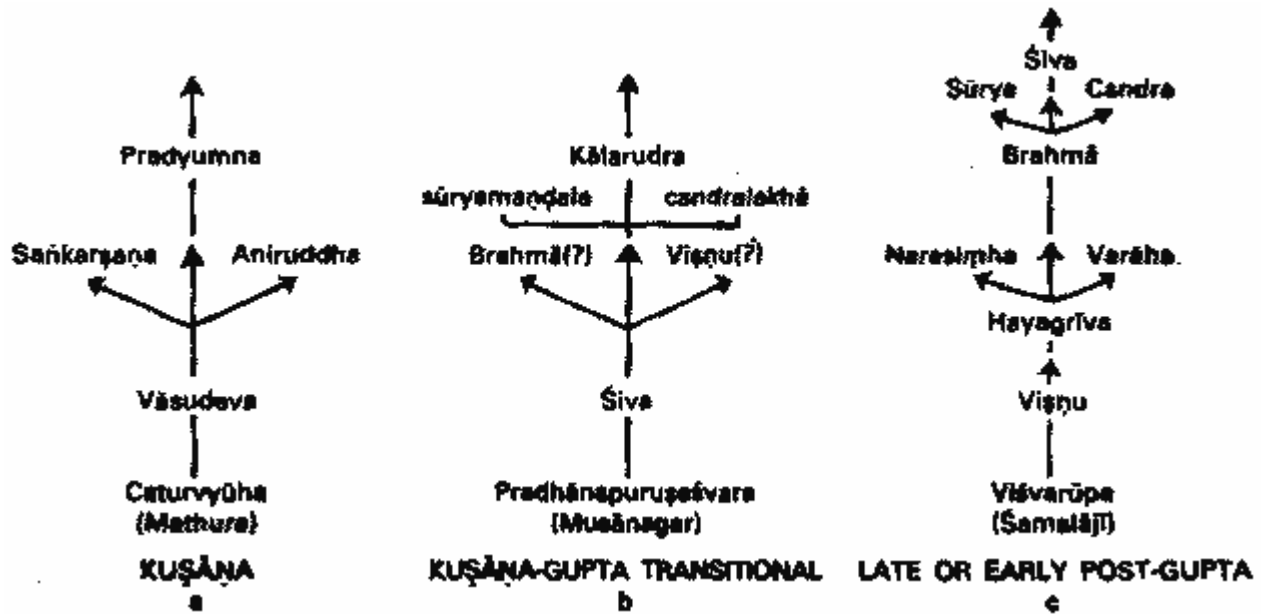 Śiva
Sūrya Candra
Pradyumna Kālarudra Brahmā
sūryamaṇḍala candralekhā
Saṅkarṣaṇa Aniruddha Brahmā(?) Viṣṇu(?) Narasiṃha Varāha
Hayagrīva
Vāsudeva Śiva Viṣṇu
Caturvyūha Pradhānapuruṣeśvara Viśvarūpa
(Mathura) (Musānagar) (Śamalājī)
KUṢĀṆA KUṢĀṆA-GUPTA TRANSITIONAL LATE OR EARLY POST-GUPTA
a b c